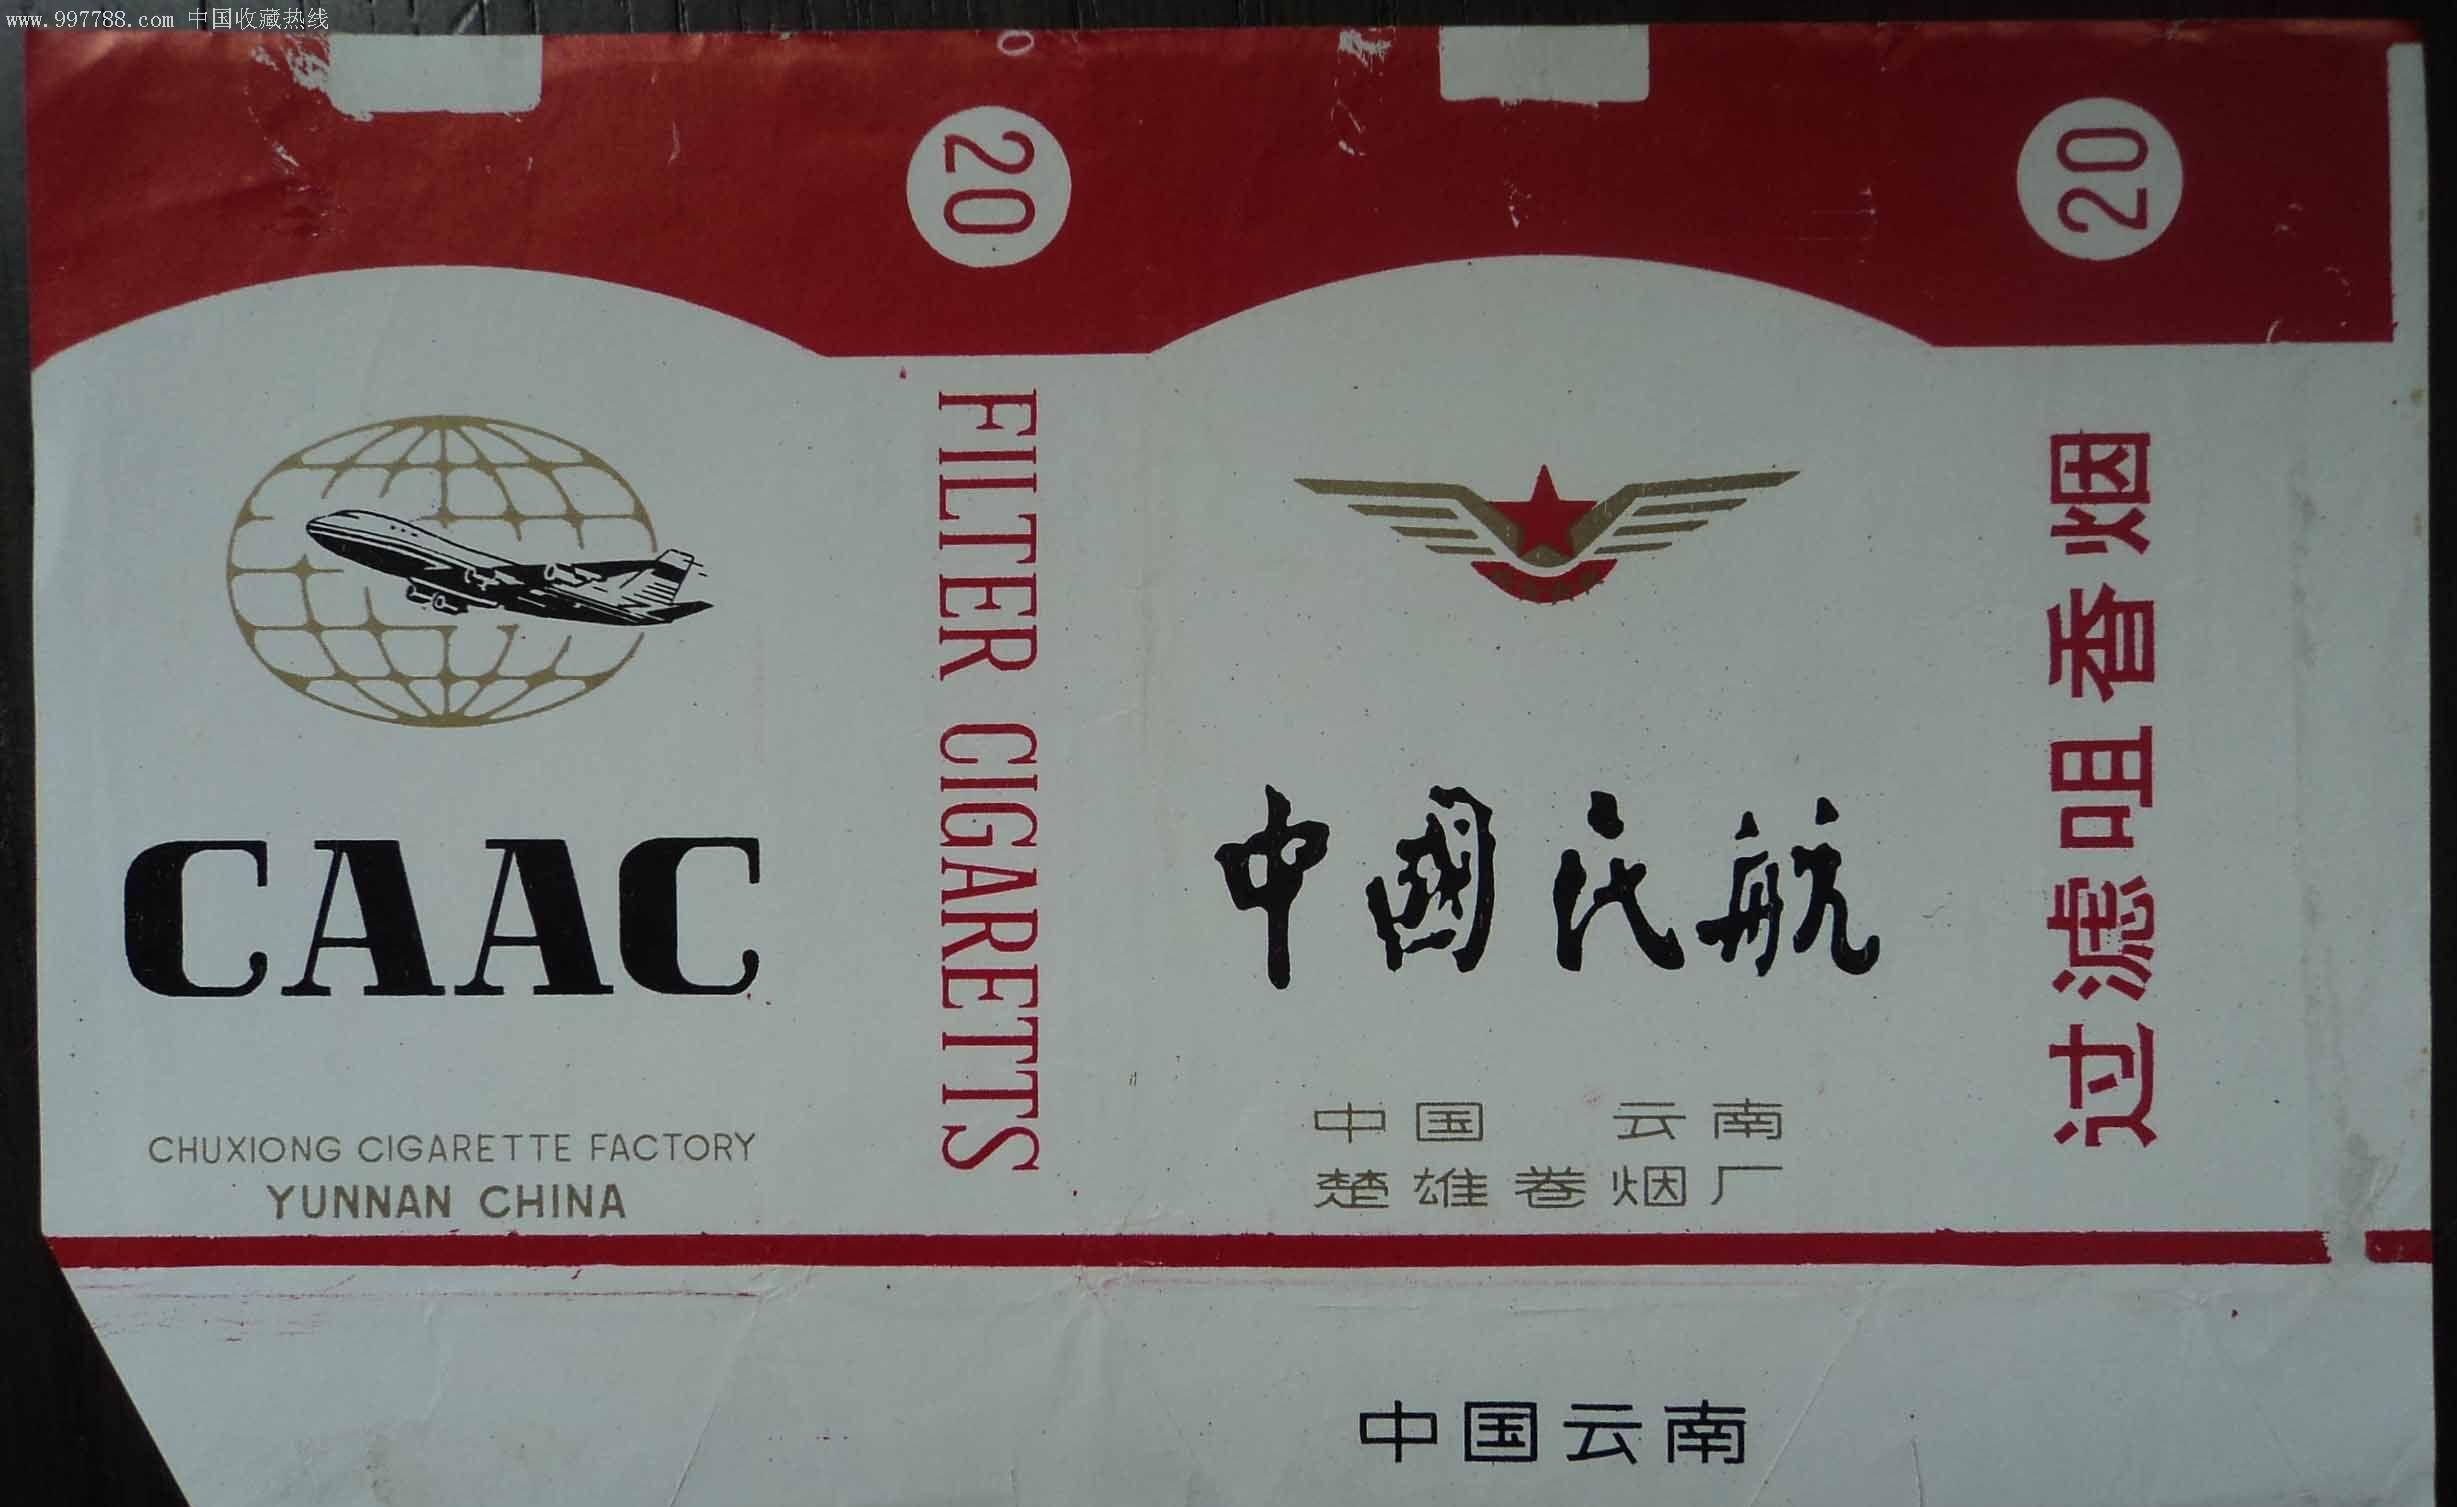 www.997788.com 中国收藏热线
20
20
CAAC
CHUXIONG CIGARETTE FACTORY
YUNNAN CHINA
FILTER CIGARETTS
中國民航
中国 云南
楚雄卷烟厂
过滤咀香烟
中国云南